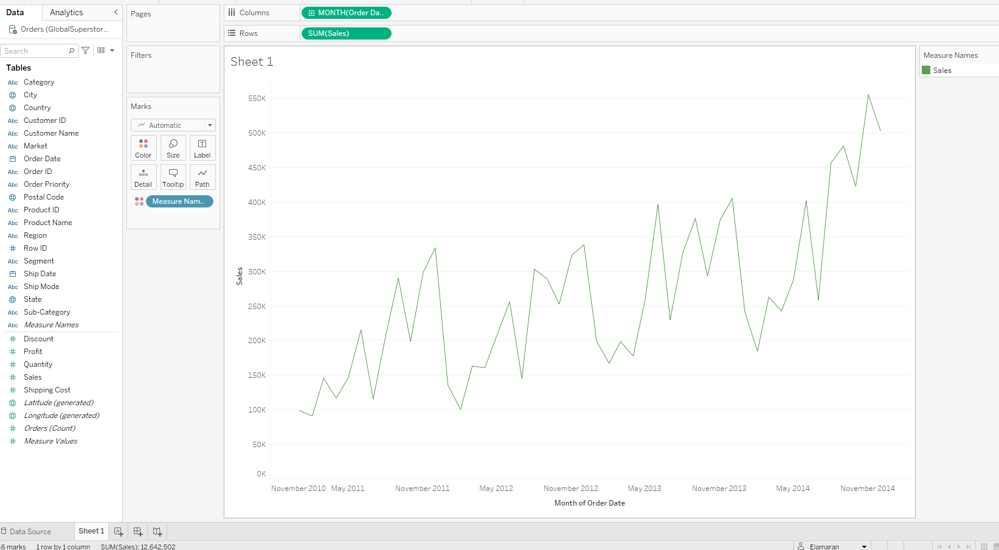 Data
Analytics
Orders (GlobalSuperstor...
Search
Tables
Abc Category
City
Country
Abc Customer ID
Abc Customer Name
Abc Market
Order Date
Abc Order ID
Abc Order Priority
Postal Code
Abc Product ID
Abc Product Name
Abc Region
Row ID
Abc Segment
Ship Date
Abc Ship Mode
State
Abc Sub-Category
Abc Measure Names
Discount
Profit
Quantity
Sales
Shipping Cost
Latitude (generated)
Longitude (generated)
Orders (Count)
Measure Values
Pages
Filters
Marks
Automatic
Color Size Label
Detail Tooltip Path
Measure Nam..
Columns MONTH(Order Da..
Rows SUM(Sales)
Sheet 1
550K
500K
450K
400K
350K
300K
250K
200K
150K
100K
50K
0K
Sales
November 2010 May 2011 November 2011 May 2012 November 2012 May 2013 November 2013 May 2014 November 2014
Month of Order Date
Measure Names
Sales
Data Source Sheet 1
8 marks 1 row by 1 column SUM(Sales): 12,642,502 Elamaran